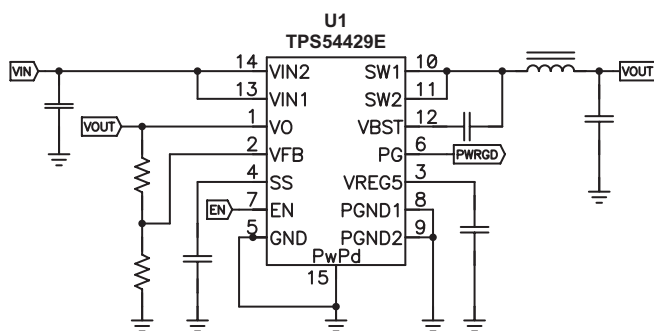 U1
TPS54429E
VIN
14 VIN2 SW1 10
13 VIN1 SW2 11
VOUT
VOUT 1 VO VBST 12
2 VFB PG 6 PWRGD
4 SS VREG5 3
EN 7 EN PGND1 8
5 GND PGND2 9
PwPd
15